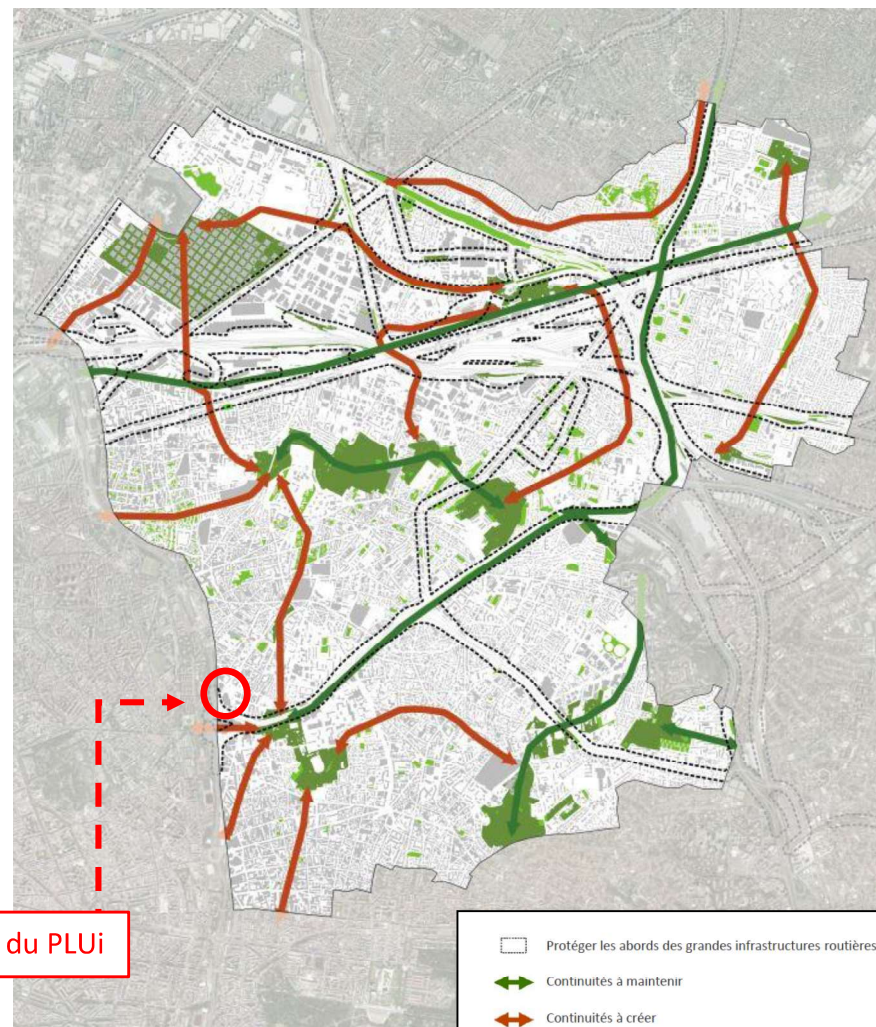 du PLUi
Protéger les abords des grandes infrastructures routières
Continuités à maintenir
Continuités à créer